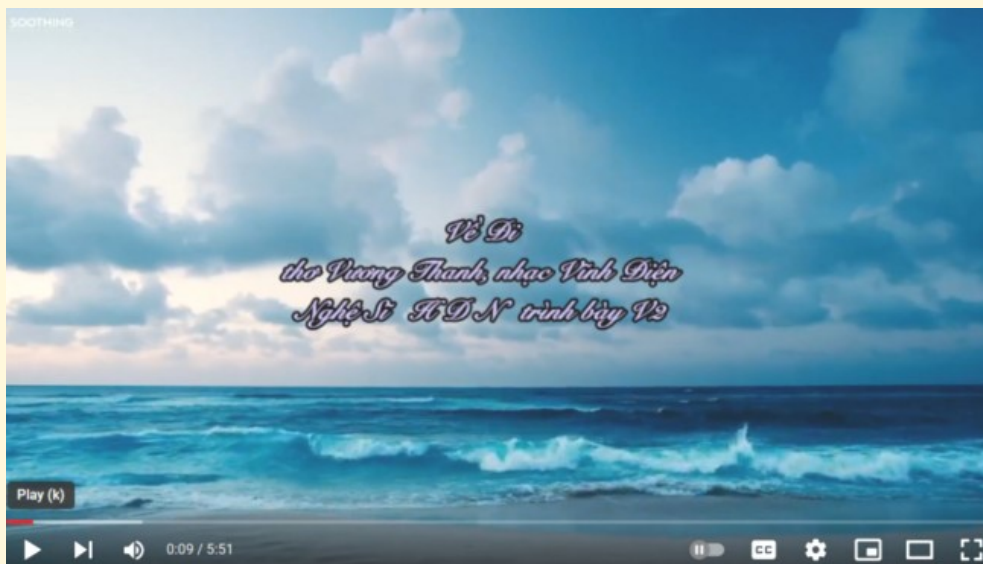 SOOTHING
Về Đi
thơ Vương Thanh, nhạc Vĩnh Điện
Nghệ Sĩ H D N trình bày V2
Play (k)
0:09 / 5:51
CC